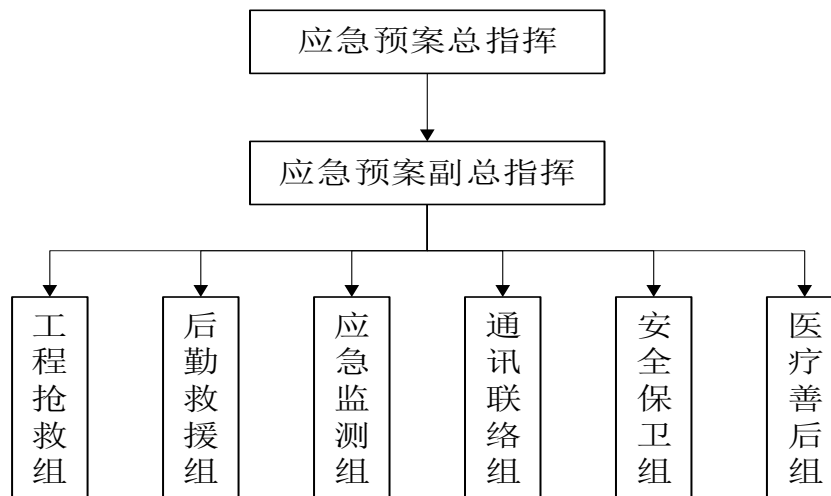 应急预案总指挥
应急预案副总指挥
工程抢救组
后勤救援组
应急监测组
通讯联络组
安全保卫组
医疗善后组